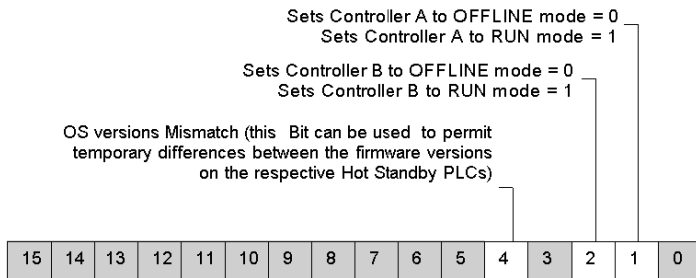 Sets Controller A to OFFLINE mode = 0
Sets Controller A to RUN mode = 1
Sets Controller B to OFFLINE mode = 0
Sets Controller B to RUN mode = 1
OS versions Mismatch (this Bit can be used to permit
temporary differences between the firmware versions
on the respective Hot Standby PLCs)
15 14 13 12 11 10 9 8 7 6 5 4 3 2 1 0